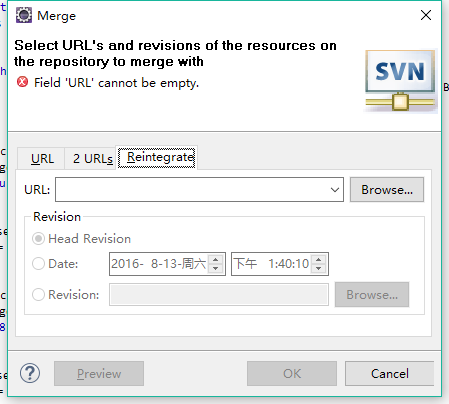 Merge
Select URL's and revisions of the resources on
the repository to merge with
Field 'URL' cannot be empty.
SVN
URL 2 URLs Reintegrate
URL: Browse...
Revision
Head Revision
Date: 2016- 8-13-周六 下午 1:40:10
Revision: Browse...
? Preview OK Cancel